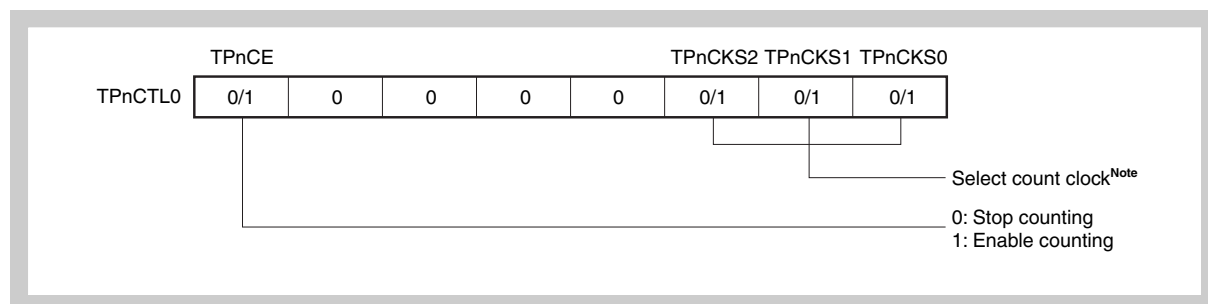 TPnCE TPnCKS2 TPnCKS1 TPnCKS0
TPnCTL0 0/1 0 0 0 0 0/1 0/1 0/1
Select count clockNote
0: Stop counting
1: Enable counting